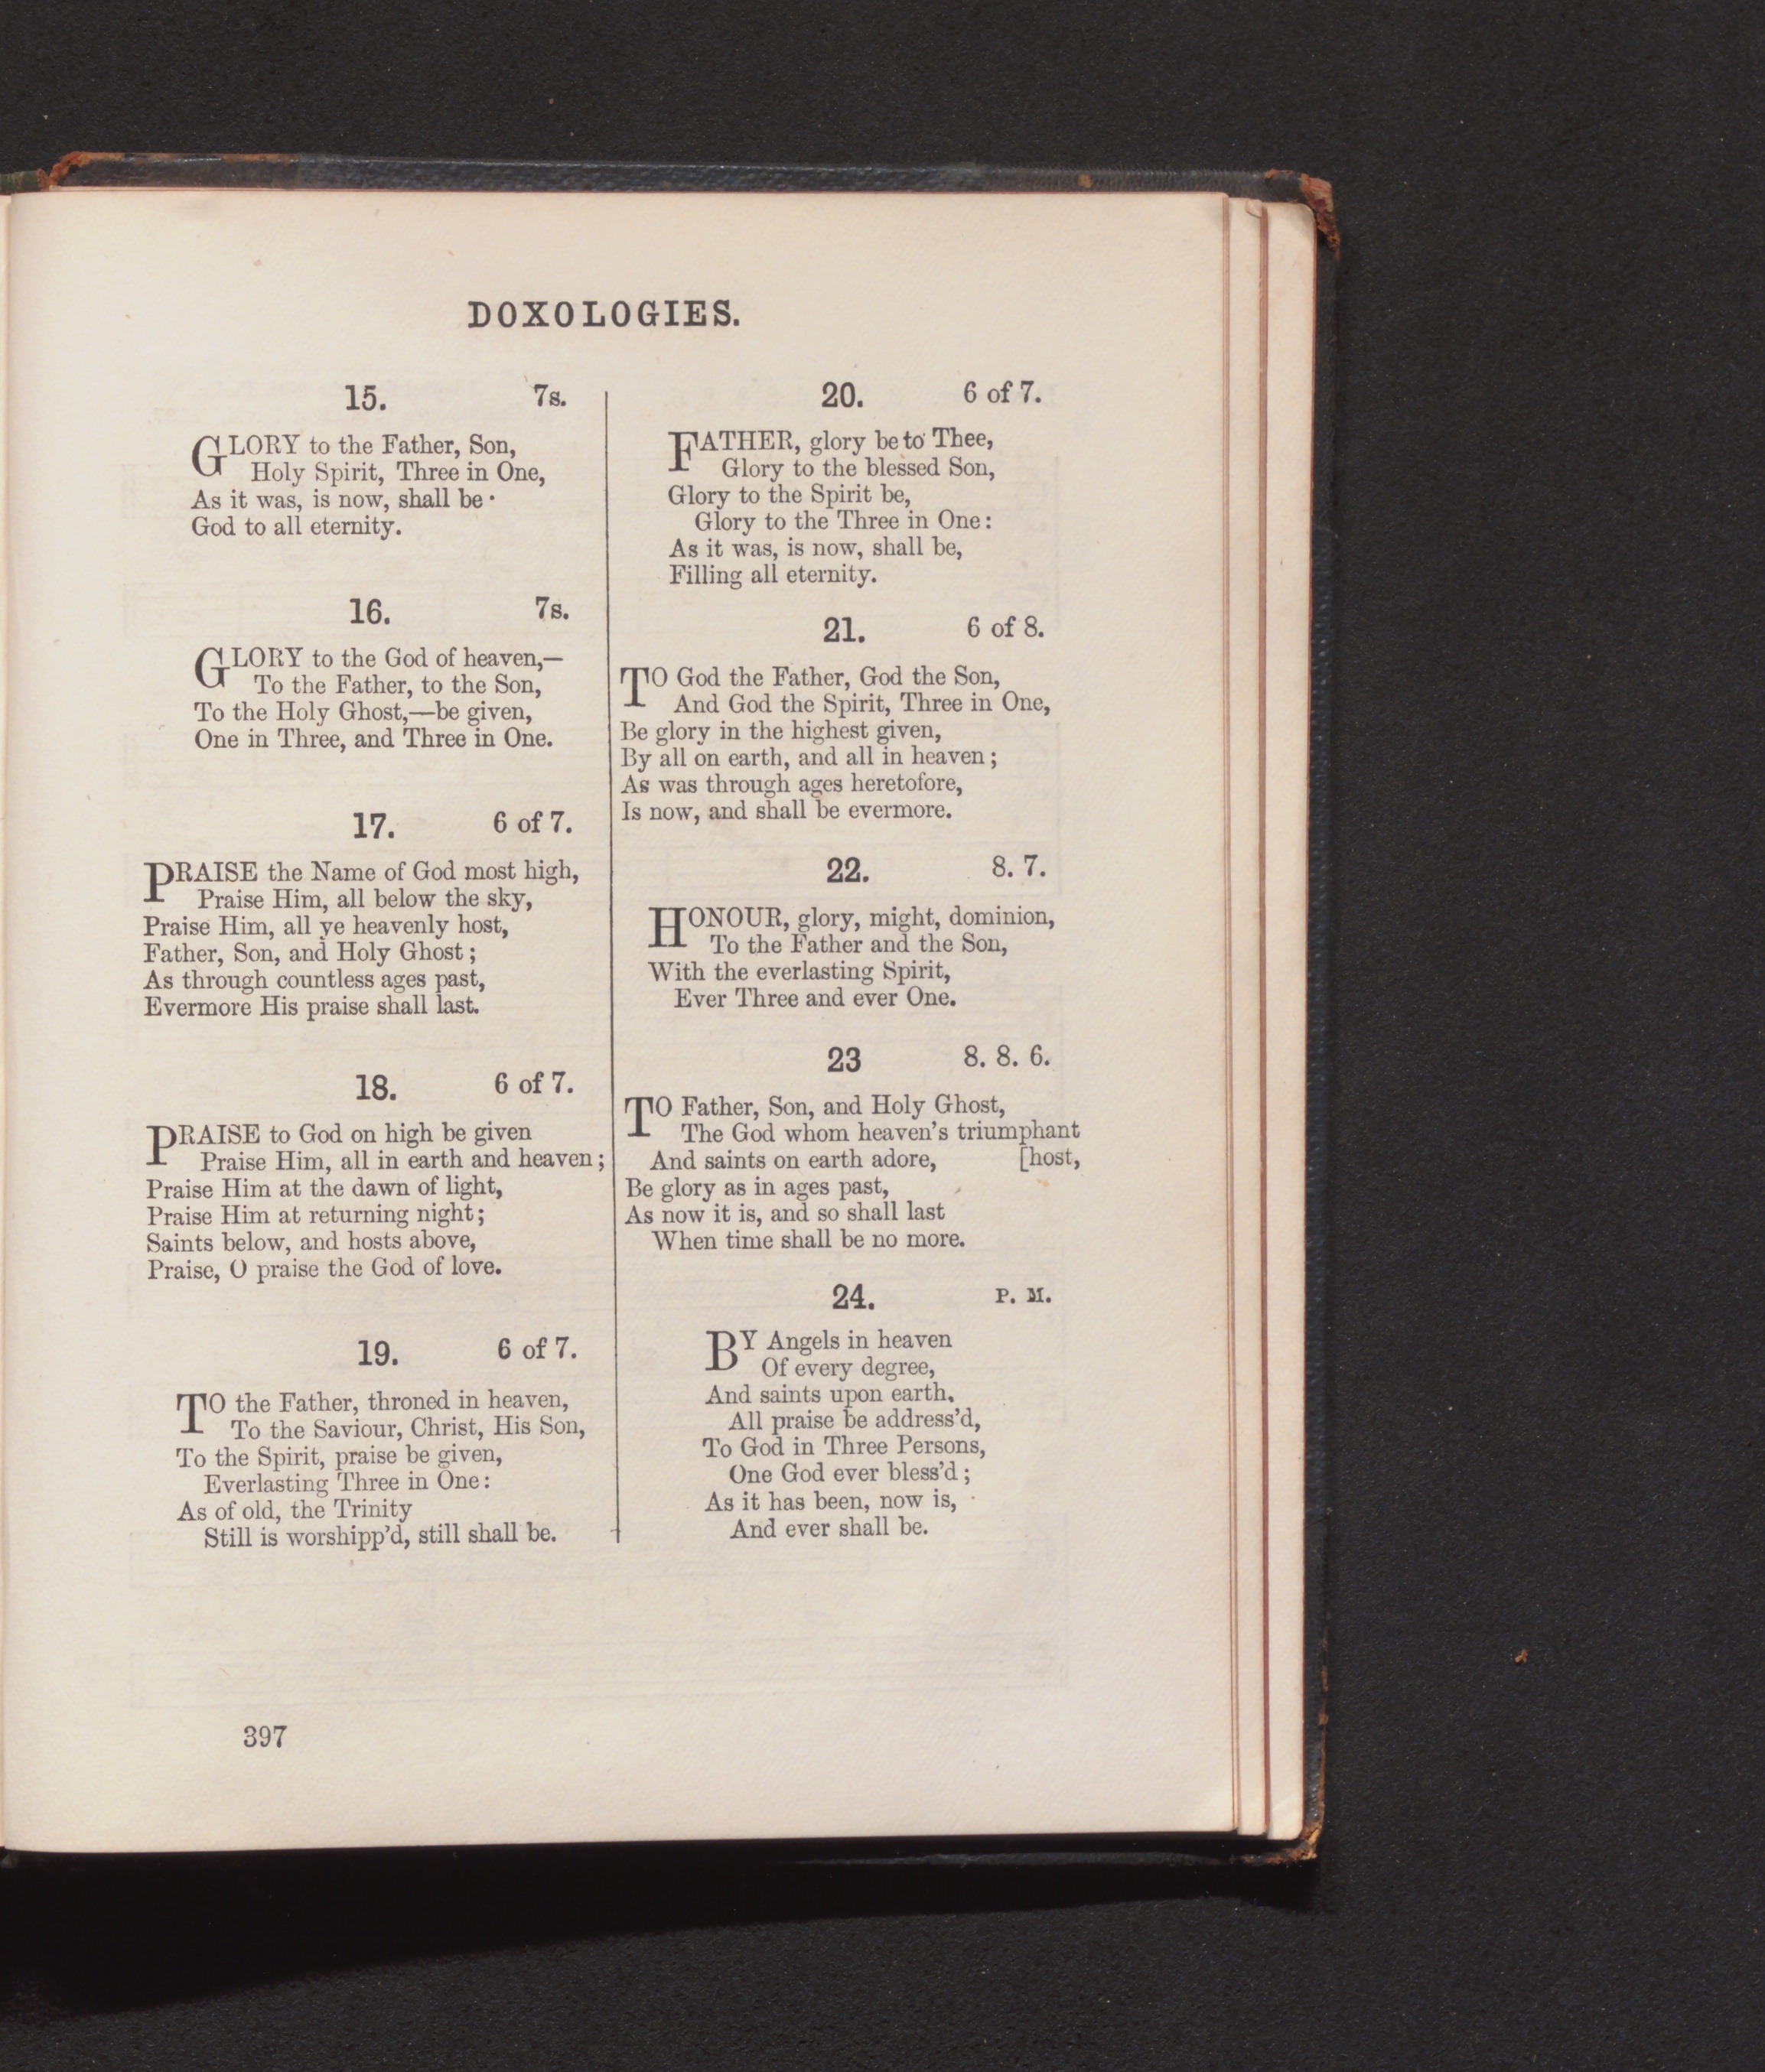 DOXOLOGIES.
15. 7s.
GLORY to the Father, Son,
Holy Spirit, Three in One,
As it was, is now, shall be ·
God to all eternity.
16. 7s.
GLORY to the God of heaven,—
To the Father, to the Son,
To the Holy Ghost,—be given,
One in Three, and Three in One.
17. 6 of 7.
PRAISE the Name of God most high,
Praise Him, all below the sky,
Praise Him, all ye heavenly host,
Father, Son, and Holy Ghost;
As through countless ages past,
Evermore His praise shall last.
18. 6 of 7.
PRAISE to God on high be given
Praise Him, all in earth and heaven;
Praise Him at the dawn of light,
Praise Him at returning night;
Saints below, and hosts above,
Praise, O praise the God of love.
19. 6 of 7.
TO the Father, throned in heaven,
To the Saviour, Christ, His Son,
To the Spirit, praise be given,
Everlasting Three in One:
As of old, the Trinity
Still is worshipp'd, still shall be.
20. 6 of 7.
FATHER, glory be to Thee,
Glory to the blessed Son,
Glory to the Spirit be,
Glory to the Three in One:
As it was, is now, shall be,
Filling all eternity.
21. 6 of 8.
TO God the Father, God the Son,
And God the Spirit, Three in One,
Be glory in the highest given,
By all on earth, and all in heaven;
As was through ages heretofore,
Is now, and shall be evermore.
22. 8. 7.
HONOUR, glory, might, dominion,
To the Father and the Son,
With the everlasting Spirit,
Ever Three and ever One.
23 8. 8. 6.
TO Father, Son, and Holy Ghost,
The God whom heaven's triumphant
And saints on earth adore, [host,
Be glory as in ages past,
As now it is, and so shall last
When time shall be no more.
24. P. M.
BY Angels in heaven
Of every degree,
And saints upon earth,
All praise be address'd,
To God in Three Persons,
One God ever bless'd;
As it has been, now is,
And ever shall be.
397